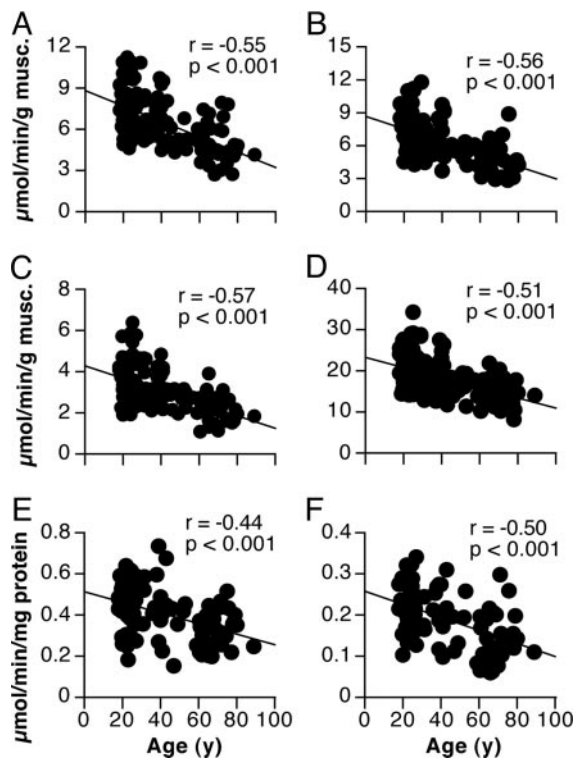 A
12
9
6
3
0
µmol/min/g musc.
r = -0.55
p < 0.001
B
15
12
9
6
3
0
r = -0.56
p < 0.001
C
8
6
4
2
0
µmol/min/g musc.
r = -0.57
p < 0.001
D
40
30
20
10
0
r = -0.51
p < 0.001
E
0.8
0.6
0.4
0.2
0
µmol/min/mg protein
r = -0.44
p < 0.001
0 20 40 60 80 100
Age (y)
F
0.4
0.3
0.2
0.1
0
r = -0.50
p < 0.001
0 20 40 60 80 100
Age (y)